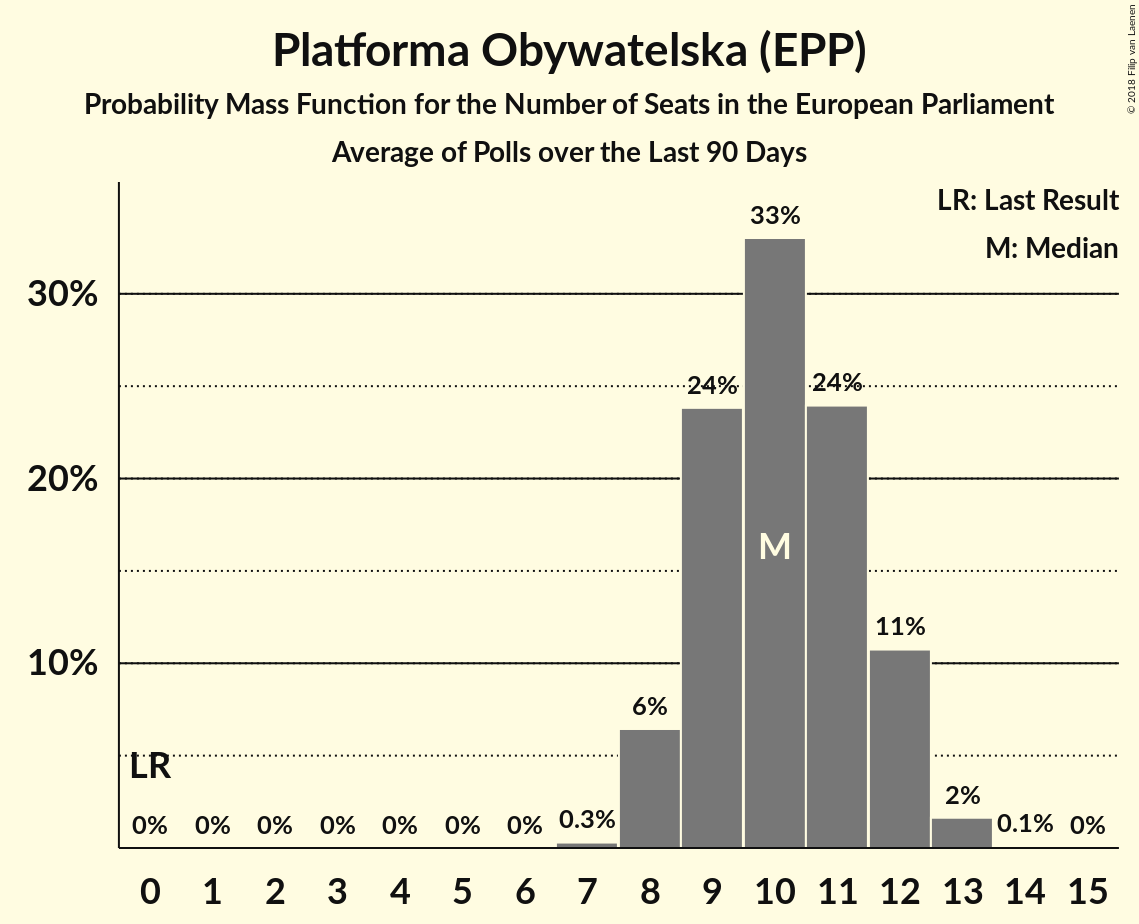 Platforma Obywatelska (EPP)
Probability Mass Function for the Number of Seats in the European Parliament
Average of Polls over the Last 90 Days
© 2018 Filip van Laenen
LR: Last Result
M: Median
33%
30%
24%
24%
20%
M
11%
10%
6%
LR
2%
0%
0%
0%
0%
0%
0%
0%
0.3%
0.1%
0%
0 1 2 3 4 5 6 7 8 9 10 11 12 13 14 15